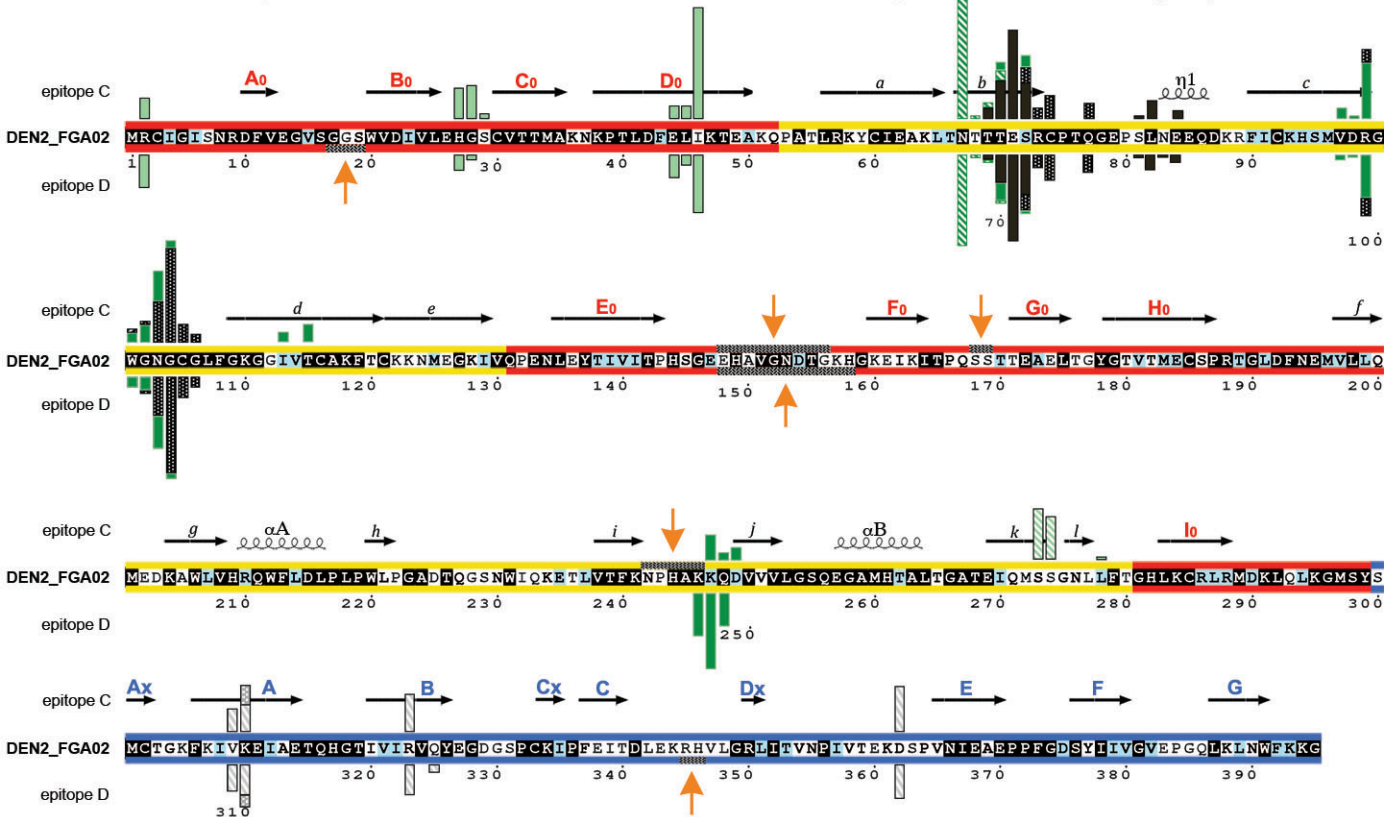 A0 B0 C0 D0 a b η1 c
epitope C
DEN2_FGA02 MRCIGISNRDFVEGVSGGSWVDIVLEHGSCVTTMAKNKPTLDFELIKTEAKQPATLRKYCIEAKLTNTTTESRCPTQGEPSLNEEQDKRFICKHSMVDRG
1 10 20 30 40 50 60 80 90
epitope D
70 100
epitope C
d e E0 F0 G0 H0 f
DEN2_FGA02 WGNGCGLFGKGGIVTCAKFTCKKNMEGKIVQPENLEYTIVITPHSGEEHAVGNDTGKHGKEIKITPQSSTTEAELTGYGTVTMECSPRTGLDFNEMVLLQ
110 120 130 140 150 160 170 180 190 200
epitope D
epitope C
g αA h i j αB k l I0
DEN2_FGA02 MEDKAWLVHRQWFLDLPLPWLPGADTQGSNWIQKETLVTFKNPHAKKQDVVVLGSQEGAMHTALTGATEIQMSSGNLLFTGHLKCRLRMDKLQLKGMSYS
210 220 230 240 260 270 280 290 300
epitope D
250
Ax A B Cx C Dx E F G
epitope C
DEN2_FGA02 MCTGKFKIVKEIAETQHGTIVIRVQYEGDGSPCKIPFEITDLEKRHVLGRLITVNPIVTEKDSPVNIEAEPPFGDSYIIVGVEPGQLKLNWFKKG
320 330 340 350 360 370 380 390
epitope D
310